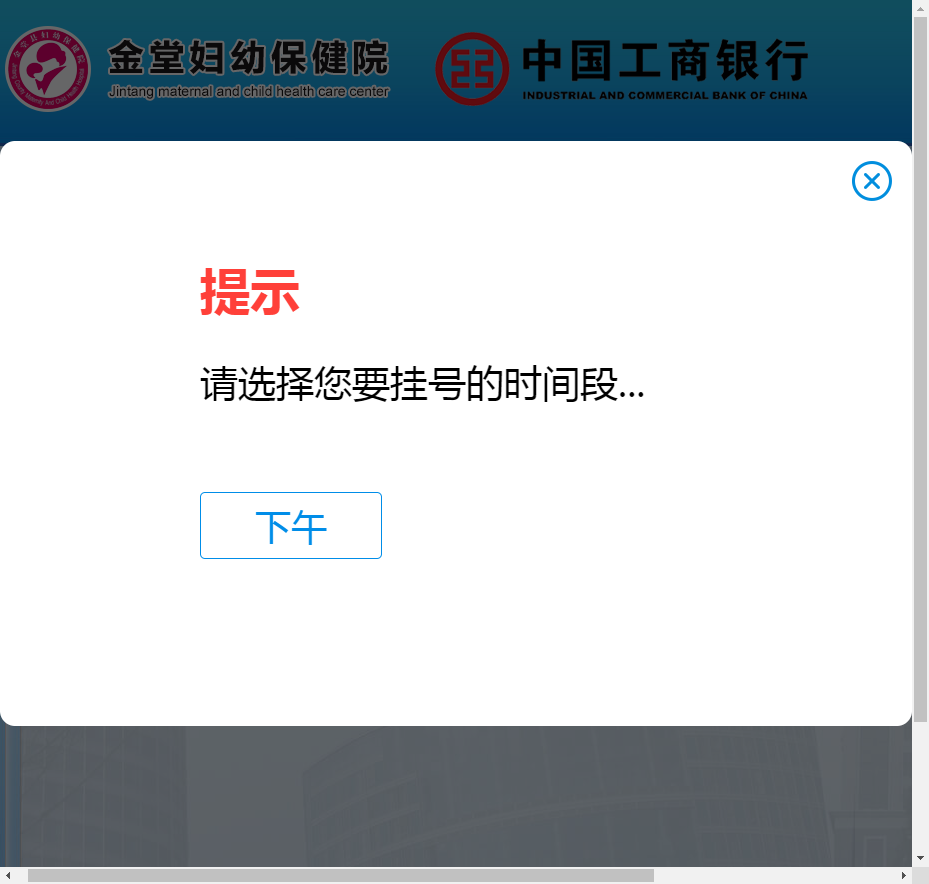 金堂妇幼保健院
Jintang maternal and child health care center
中国工商银行
INDUSTRIAL AND COMMERCIAL BANK OF CHINA
提示
请选择您要挂号的时间段...
下午